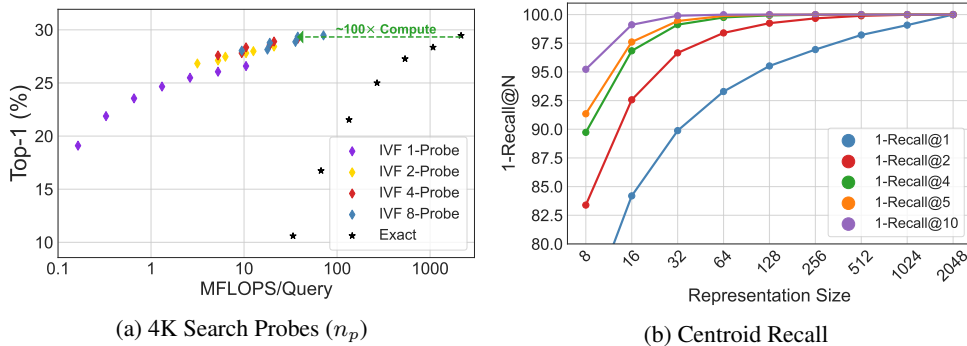 Top-1 (%)
30
25
20
15
10
~100× Compute
IVF 1-Probe
IVF 2-Probe
IVF 4-Probe
IVF 8-Probe
Exact
0.1
1
10
100
1000
MFLOPS/Query
(a) 4K Search Probes (nₚ)
1-Recall@N
100.0
97.5
95.0
92.5
90.0
87.5
85.0
82.5
80.0
1-Recall@1
1-Recall@2
1-Recall@4
1-Recall@5
1-Recall@10
8
16
32
64
128
256
512
1024
2048
Representation Size
(b) Centroid Recall